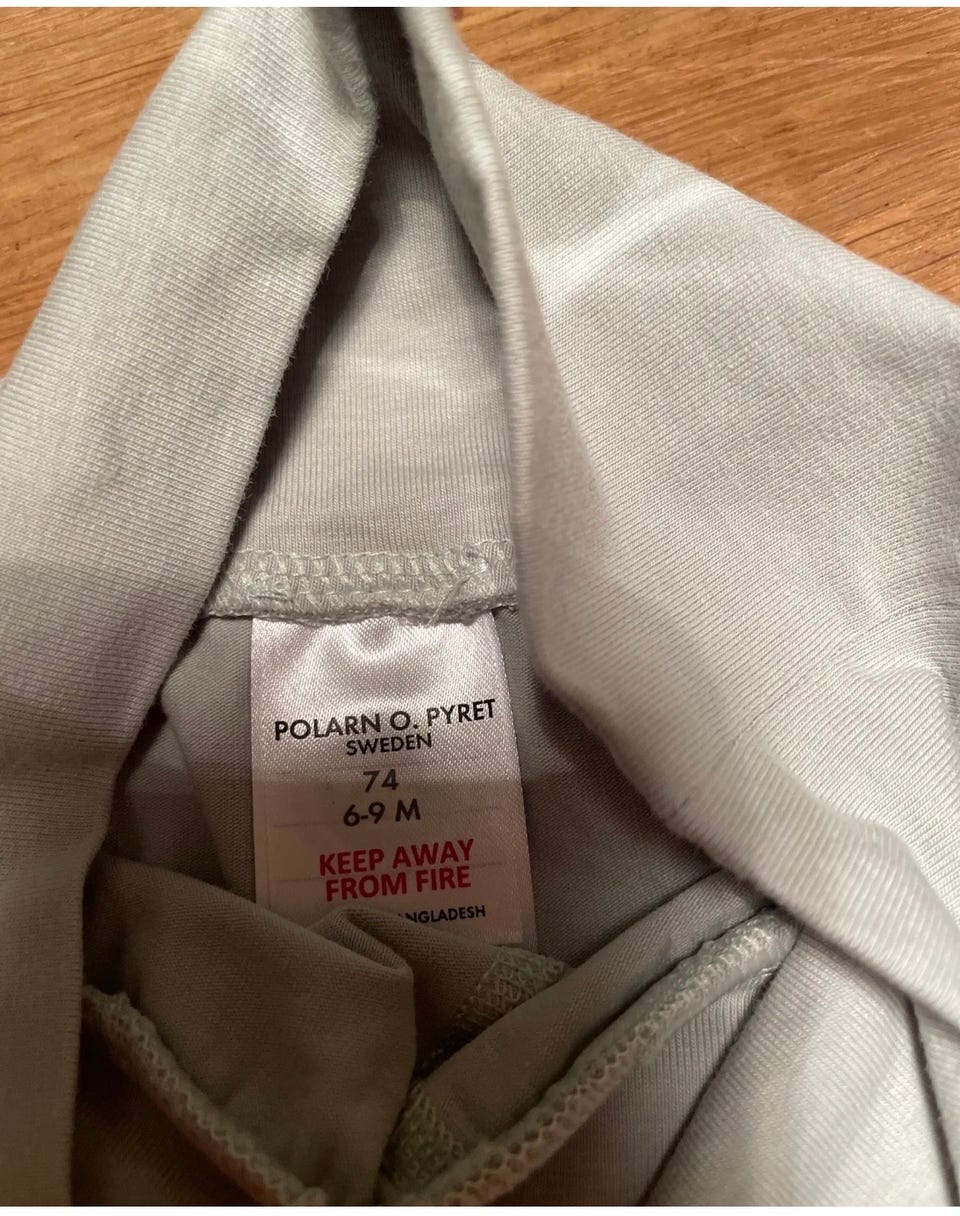 POLARN O. PYRET
SWEDEN
74
6-9 M
KEEP AWAY
FROM FIRE